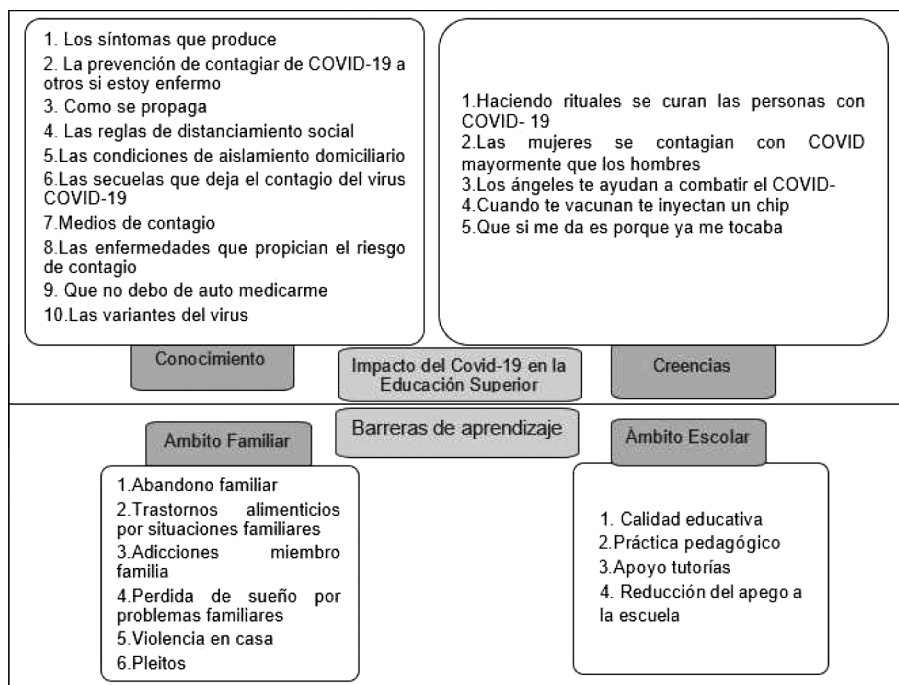 1. Los síntomas que produce
2. La prevención de contagiar de COVID-19 a
otros si estoy enfermo
3. Como se propaga
4. Las reglas de distanciamiento social
5.Las condiciones de aislamiento domiciliario
6.Las secuelas que deja el contagio del virus
COVID-19
7.Medios de contagio
8.Las enfermedades que propician el riesgo
de contagio
9. Que no debo de auto medicarme
10.Las variantes del virus
1.Haciendo rituales se curan las personas con
COVID- 19
2.Las mujeres se contagian con COVID
mayormente que los hombres
3.Los ángeles te ayudan a combatir el COVID-
4.Cuando te vacunan te inyectan un chip
5.Que si me da es porque ya me tocaba
Conocimiento
Impacto del Covid-19 en la
Educación Superior
Creencias
Ambito Familiar
Barreras de aprendizaje
Àmbito Escolar
1.Abandono familiar
2.Trastornos alimenticios
por situaciones familiares
3.Adicciones miembro
familia
4.Perdida de sueño por
problemas familiares
5.Violencia en casa
6.Pleitos
1. Calidad educativa
2.Práctica pedagógico
3.Apoyo tutorías
4. Reducción del apego a
la escuela